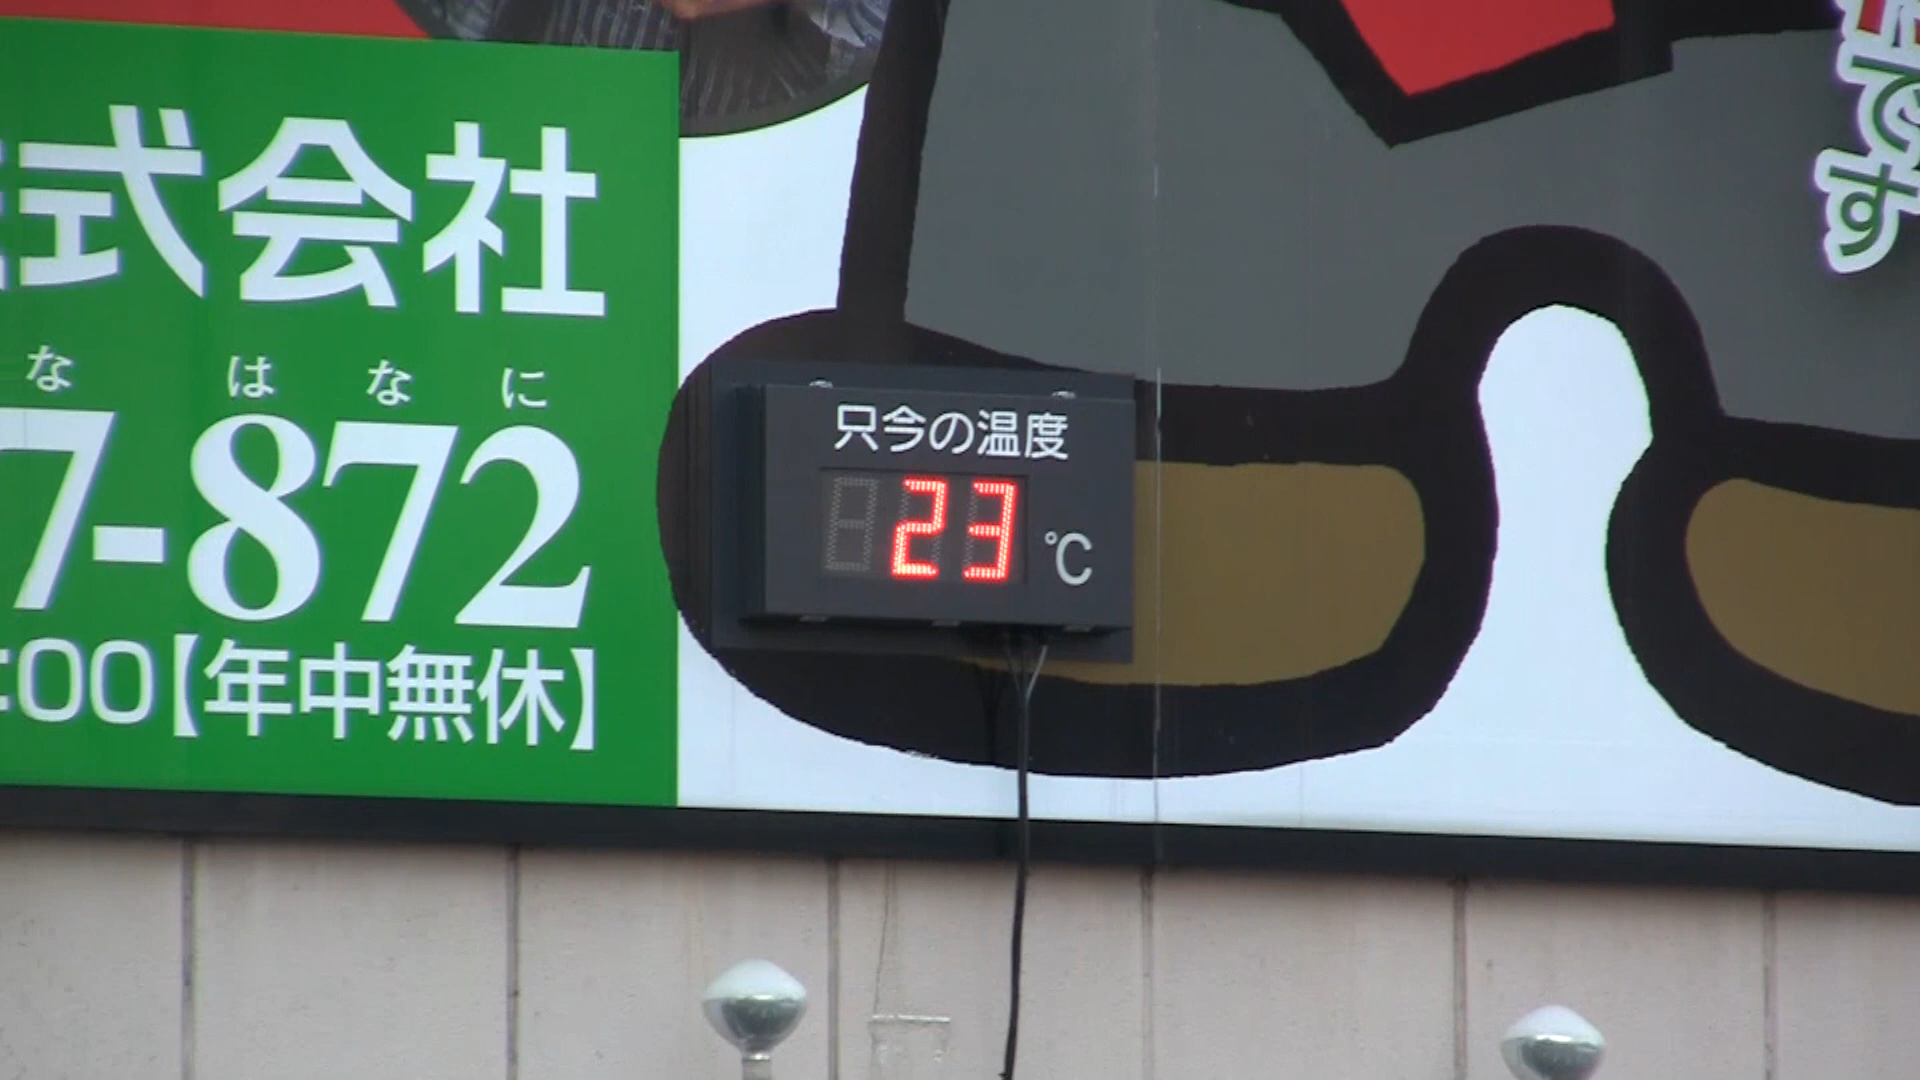 式会社
な は な に
7-872
:00【年中無休】
只今の温度
23 ℃
です